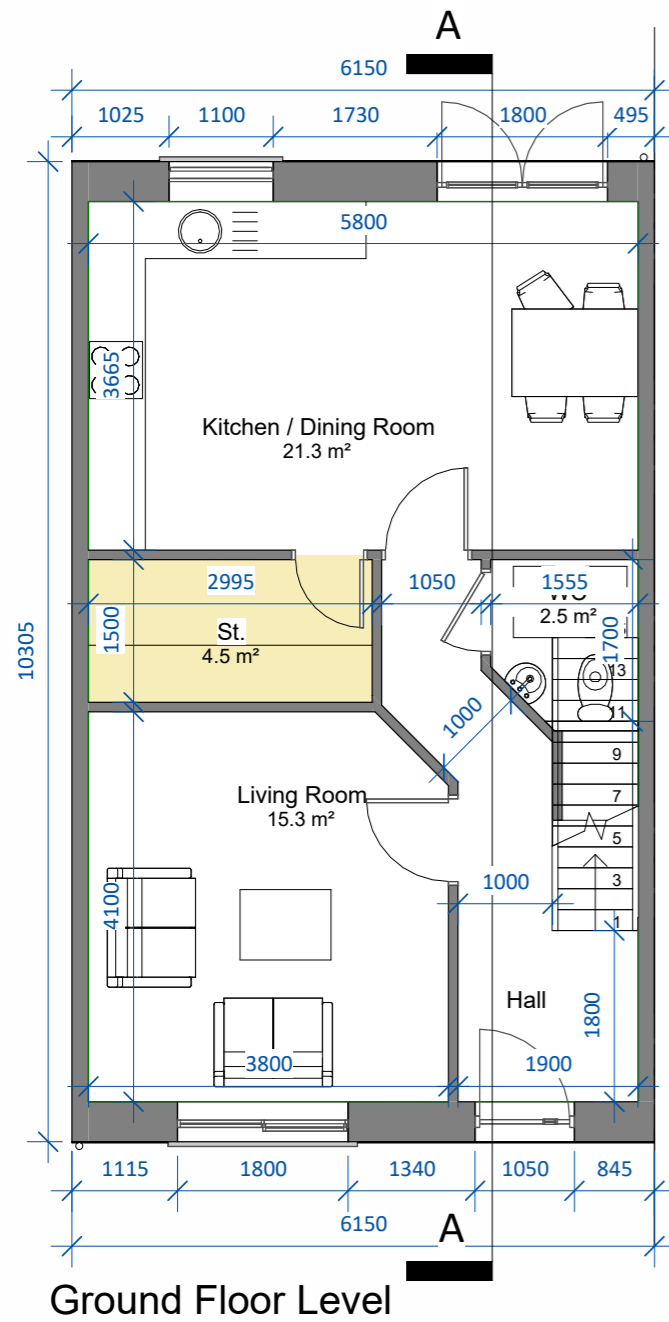 A
6150
1025 1100 1730 1800 495
5800
3665
Kitchen / Dining Room
21.3 m²
2995 1050 1555
WC
2.5 m²
1500
St.
4.5 m²
1700
10305
13
11
1000
9
Living Room
15.3 m²
7
5
4100
1000
3
1
Hall
1800
3800 1900
1115 1800 1340 1050 845
6150
A
Ground Floor Level